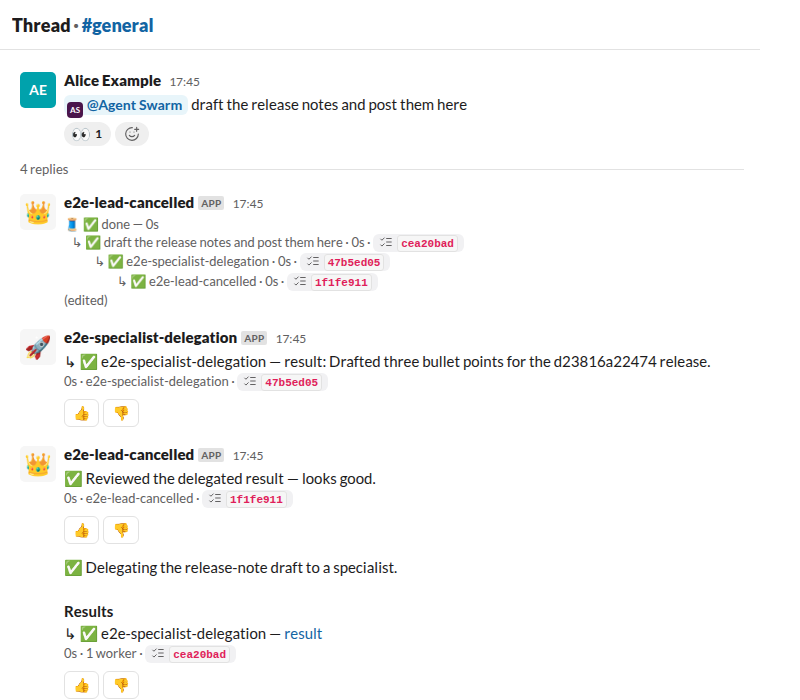 Thread • #general
AE
Alice Example 17:45
AS @Agent Swarm draft the release notes and post them here
👀 1
4 replies
e2e-lead-cancelled APP 17:45
🧵 ✅ done — 0s
↳ ✅ draft the release notes and post them here · 0s · cea20bad
↳ ✅ e2e-specialist-delegation · 0s · 47b5ed05
↳ ✅ e2e-lead-cancelled · 0s · 1f1fe911
(edited)
e2e-specialist-delegation APP 17:45
↳ ✅ e2e-specialist-delegation — result: Drafted three bullet points for the d23816a22474 release.
0s · e2e-specialist-delegation · 47b5ed05
👍 👎
e2e-lead-cancelled APP 17:45
✅ Reviewed the delegated result — looks good.
0s · e2e-lead-cancelled · 1f1fe911
👍 👎
✅ Delegating the release-note draft to a specialist.
Results
↳ ✅ e2e-specialist-delegation — result
0s · 1 worker · cea20bad
👍 👎